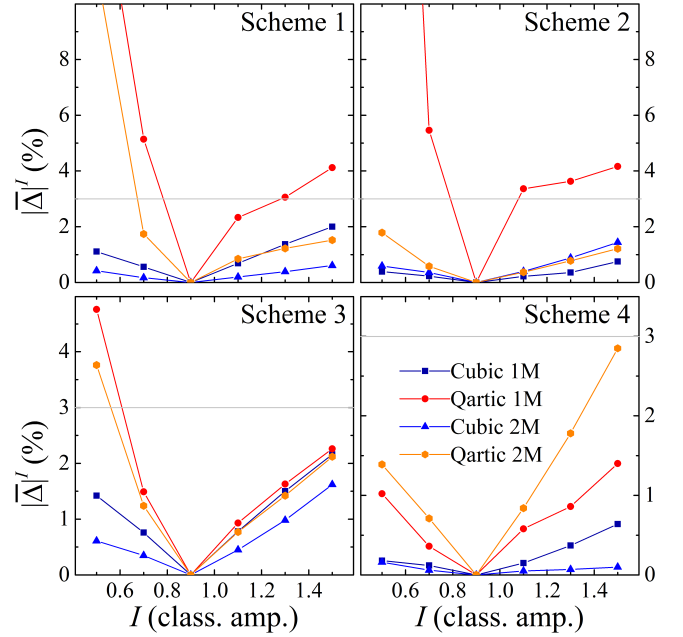 Scheme 1
Scheme 2
8
6
4
2
0
|Δ̅|ᴵ (%)
8
6
4
2
0
Scheme 3
Scheme 4
4
3
2
1
0
|Δ̅|ᴵ (%)
3
2
1
0
Cubic 1M
Qartic 1M
Cubic 2M
Qartic 2M
0.6 0.8 1.0 1.2 1.4
0.6 0.8 1.0 1.2 1.4
I (class. amp.)
I (class. amp.)